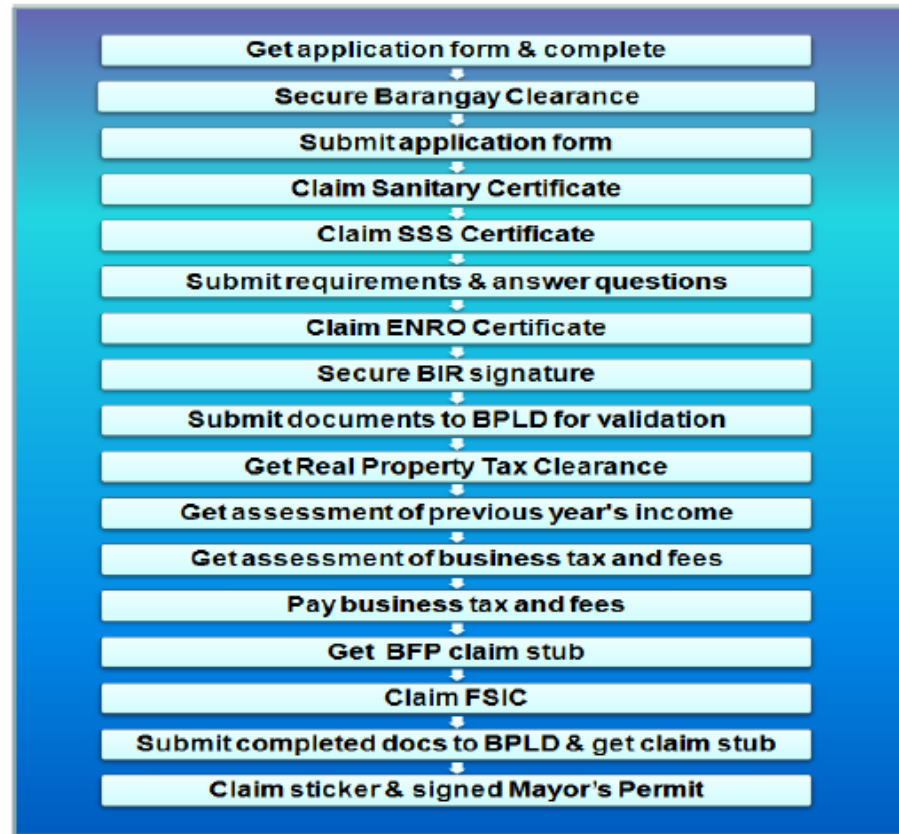 Get application form & complete
Secure Barangay Clearance
Submit application form
Claim Sanitary Certificate
Claim SSS Certificate
Submit requirements & answer questions
Claim ENRO Certificate
Secure BIR signature
Submit documents to BPLD for validation
Get Real Property Tax Clearance
Get assessment of previous year's income
Get assessment of business tax and fees
Pay business tax and fees
Get BFP claim stub
Claim FSIC
Submit completed docs to BPLD & get claim stub
Claim sticker & signed Mayor's Permit